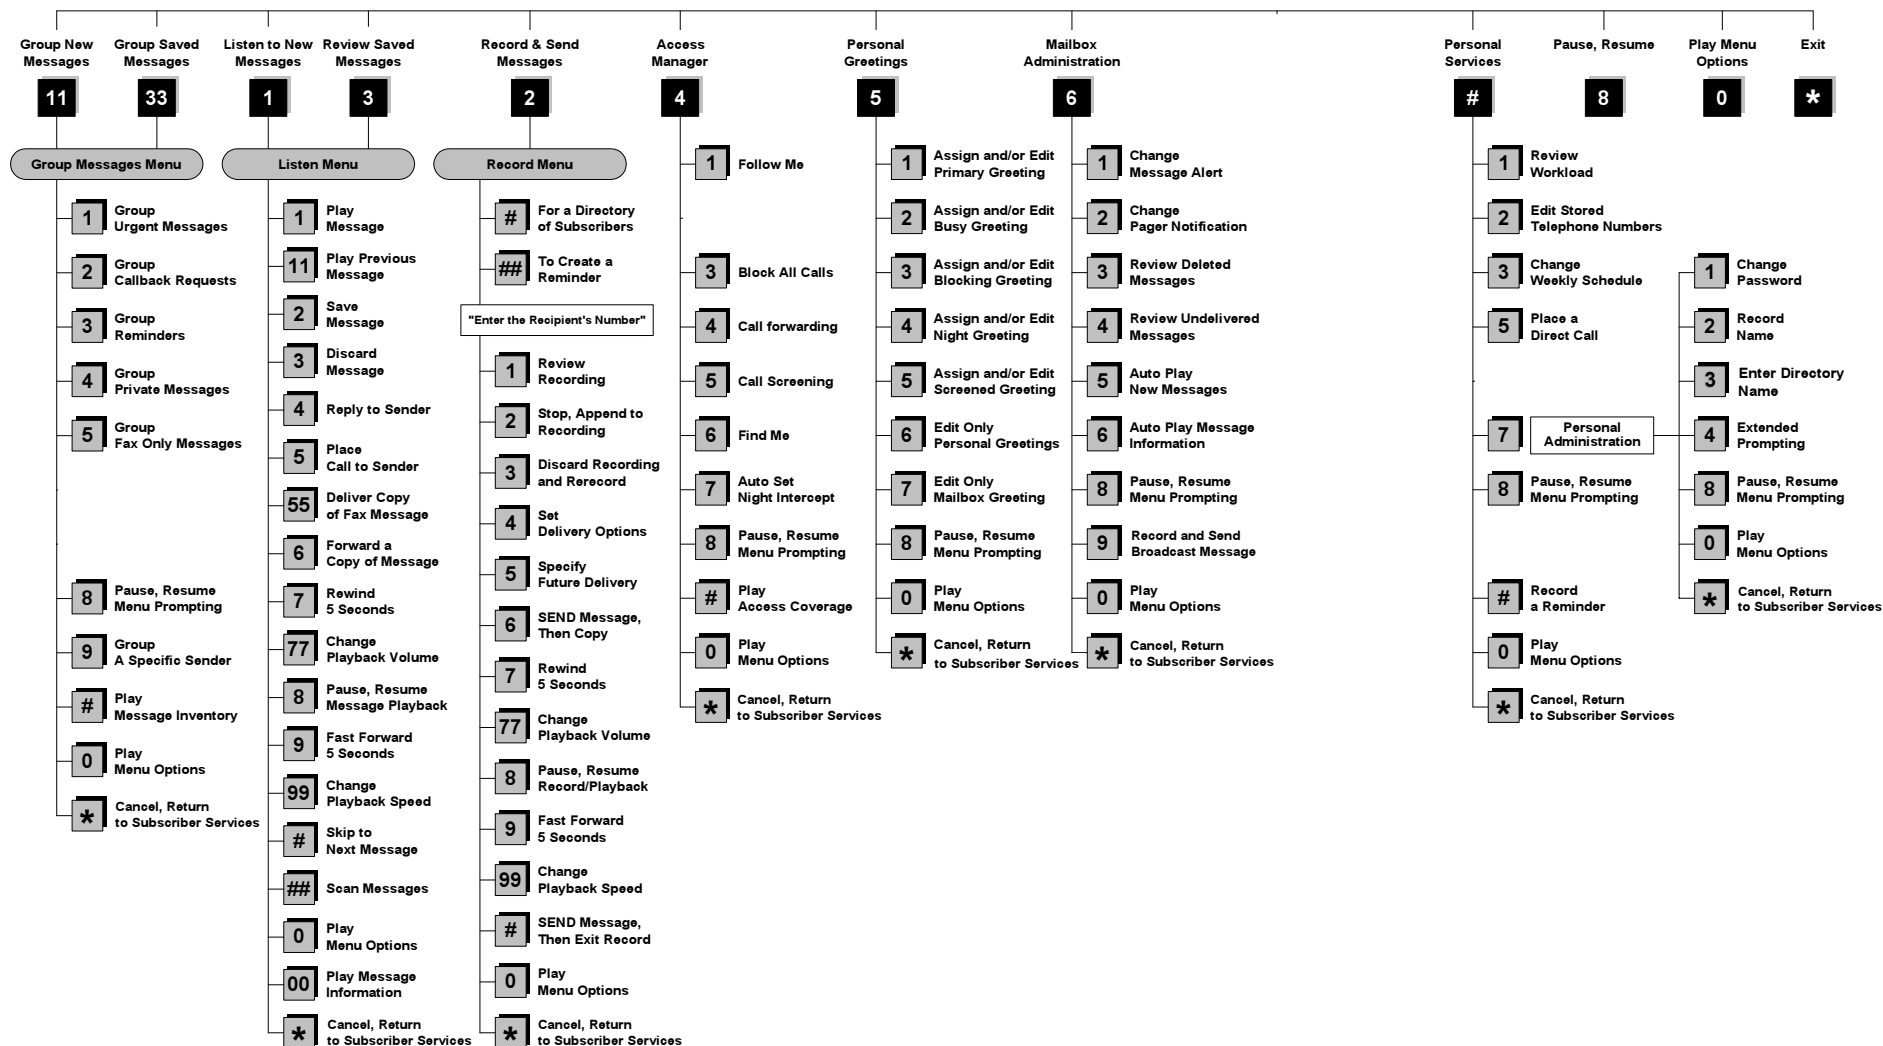 Group New
Messages
11
Group Saved
Messages
33
Listen to New
Messages
1
Review Saved
Messages
3
Record & Send
Messages
2
Access
Manager
4
Personal
Greetings
5
Mailbox
Administration
6
Personal
Services
#
Pause, Resume
8
Play Menu
Options
0
Exit
*
Group Messages Menu
1
Group
Urgent Messages
2
Group
Callback Requests
3
Group
Reminders
4
Group
Private Messages
5
Group
Fax Only Messages
8
Pause, Resume
Menu Prompting
9
Group
A Specific Sender
#
Play
Message Inventory
0
Play
Menu Options
*
Cancel, Return
to Subscriber Services
Listen Menu
1
Play
Message
11
Play Previous
Message
2
Save
Message
3
Discard
Message
4
Reply to Sender
5
Place
Call to Sender
55
Deliver Copy
of Fax Message
6
Forward a
Copy of Message
7
Rewind
5 Seconds
77
Change
Playback Volume
8
Pause, Resume
Message Playback
9
Fast Forward
5 Seconds
99
Change
Playback Speed
#
Skip to
Next Message
##
Scan Messages
0
Play
Menu Options
00
Play Message
Information
*
Cancel, Return
to Subscriber Services
Record Menu
#
For a Directory
of Subscribers
##
To Create a
Reminder
"Enter the Recipient's Number"
1
Review
Recording
2
Stop, Append to
Recording
3
Discard Recording
and Rerecord
4
Set
Delivery Options
5
Specify
Future Delivery
6
SEND Message,
Then Copy
7
Rewind
5 Seconds
77
Change
Playback Volume
8
Pause, Resume
Record/Playback
9
Fast Forward
5 Seconds
99
Change
Playback Speed
#
SEND Message,
Then Exit Record
0
Play
Menu Options
*
Cancel, Return
to Subscriber Services
1
Follow Me
3
Block All Calls
4
Call forwarding
5
Call Screening
6
Find Me
7
Auto Set
Night Intercept
8
Pause, Resume
Menu Prompting
#
Play
Access Coverage
0
Play
Menu Options
*
Cancel, Return
to Subscriber Services
1
Assign and/or Edit
Primary Greeting
2
Assign and/or Edit
Busy Greeting
3
Assign and/or Edit
Blocking Greeting
4
Assign and/or Edit
Night Greeting
5
Assign and/or Edit
Screened Greeting
6
Edit Only
Personal Greetings
7
Edit Only
Mailbox Greeting
8
Pause, Resume
Menu Prompting
0
Play
Menu Options
*
Cancel, Return
to Subscriber Services
1
Change
Message Alert
2
Change
Pager Notification
3
Review Deleted
Messages
4
Review Undelivered
Messages
5
Auto Play
New Messages
6
Auto Play Message
Information
8
Pause, Resume
Menu Prompting
9
Record and Send
Broadcast Message
0
Play
Menu Options
*
Cancel, Return
to Subscriber Services
1
Review
Workload
2
Edit Stored
Telephone Numbers
3
Change
Weekly Schedule
5
Place a
Direct Call
7
Personal
Administration
8
Pause, Resume
Menu Prompting
#
Record
a Reminder
0
Play
Menu Options
*
Cancel, Return
to Subscriber Services
1
Change
Password
2
Record
Name
3
Enter Directory
Name
4
Extended
Prompting
8
Pause, Resume
Menu Prompting
0
Play
Menu Options
*
Cancel, Return
to Subscriber Services